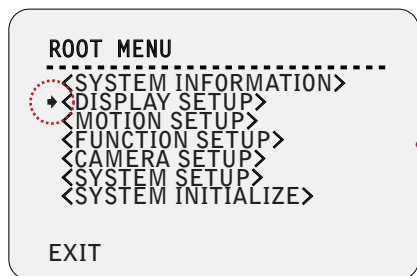 ROOT MENU
<SYSTEM INFORMATION>
<DISPLAY SETUP>
<MOTION SETUP>
<FUNCTION SETUP>
<CAMERA SETUP>
<SYSTEM SETUP>
<SYSTEM INITIALIZE>
EXIT